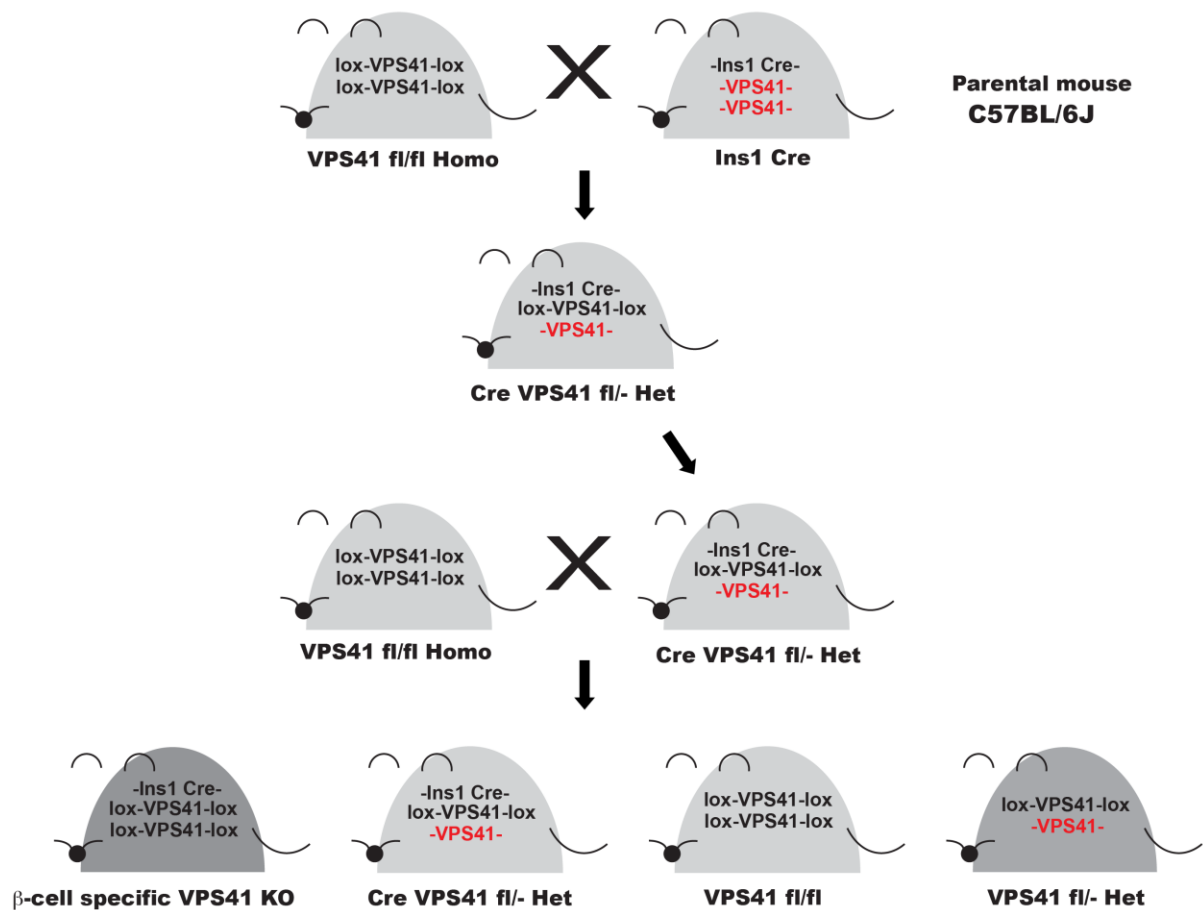 lox-VPS41-lox
lox-VPS41-lox
VPS41 fl/fl Homo
X
-Ins1 Cre-
-VPS41-
-VPS41-
Ins1 Cre
Parental mouse
C57BL/6J
-Ins1 Cre-
lox-VPS41-lox
-VPS41-
Cre VPS41 fl/- Het
lox-VPS41-lox
lox-VPS41-lox
VPS41 fl/fl Homo
X
-Ins1 Cre-
lox-VPS41-lox
-VPS41-
Cre VPS41 fl/- Het
-Ins1 Cre-
lox-VPS41-lox
lox-VPS41-lox
β-cell specific VPS41 KO
-Ins1 Cre-
lox-VPS41-lox
-VPS41-
Cre VPS41 fl/- Het
lox-VPS41-lox
lox-VPS41-lox
VPS41 fl/fl
lox-VPS41-lox
-VPS41-
VPS41 fl/- Het